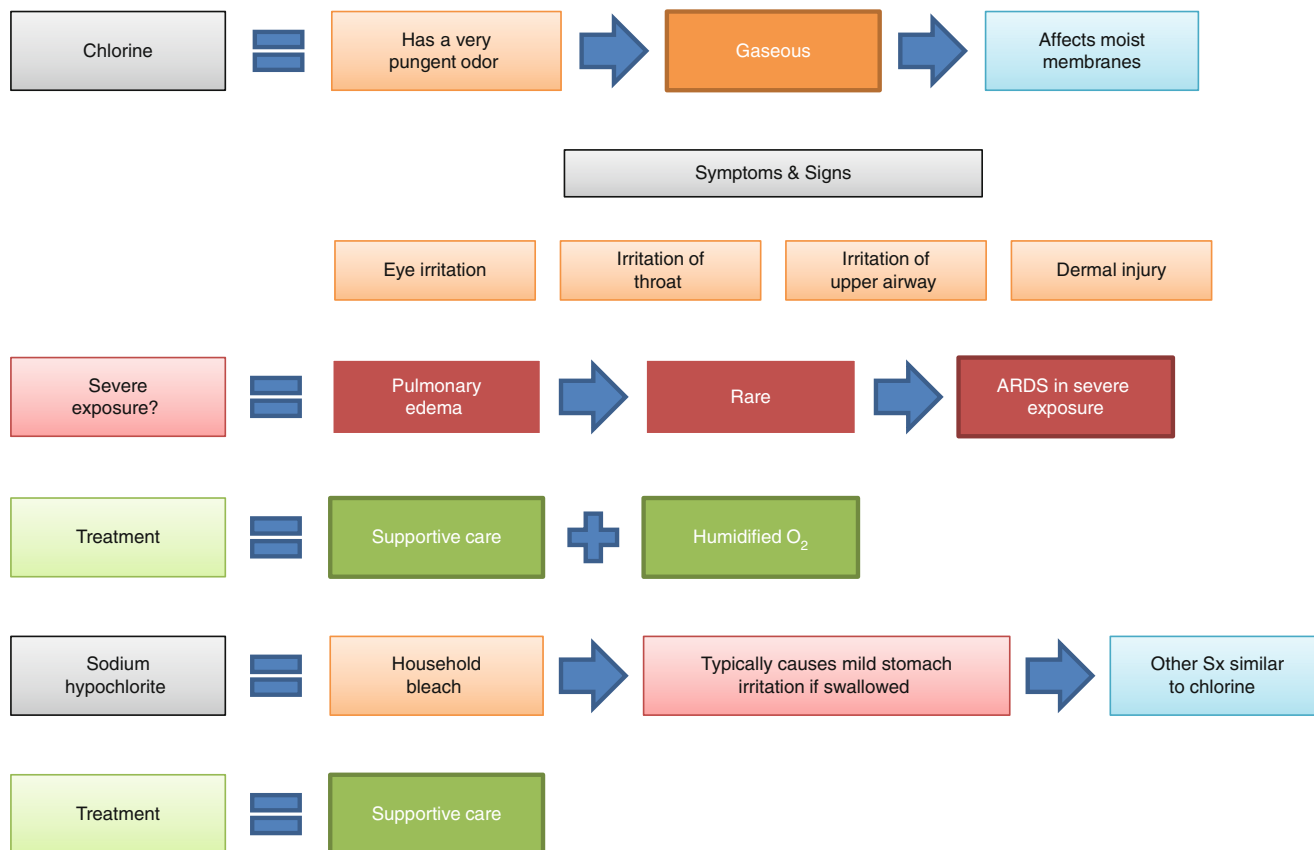 Chlorine
Has a very
pungent odor
Gaseous
Affects moist
membranes
Symptoms & Signs
Eye irritation
Irritation of
throat
Irritation of
upper airway
Dermal injury
Severe
exposure?
Pulmonary
edema
Rare
ARDS in severe
exposure
Treatment
Supportive care
Humidified O₂
Sodium
hypochlorite
Household
bleach
Typically causes mild stomach
irritation if swallowed
Other Sx similar
to chlorine
Treatment
Supportive care